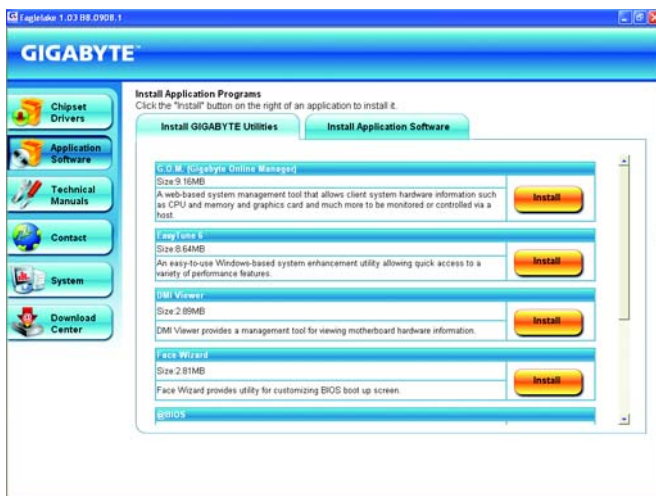 Eaglelake 1.03 B8.0908.1
GIGABYTE™
Chipset
Drivers
Application
Software
Technical
Manuals
Contact
System
Download
Center
Install Application Programs
Click the "Install" button on the right of an application to install it.
Install GIGABYTE Utilities
Install Application Software
G.O.M. (Gigabyte Online Manager)
Size:9.16MB
A web-based system management tool that allows client system hardware information such
as CPU and memory and graphics card and much more to be monitored or controlled via a
host.
Install
EasyTune 6
Size:8.64MB
An easy-to-use Windows-based system enhancement utility allowing quick access to a
variety of performance features.
Install
DMI Viewer
Size:2.89MB
DMI Viewer provides a management tool for viewing motherboard hardware information.
Install
Face Wizard
Size:2.81MB
Face Wizard provides utility for customizing BIOS boot up screen.
Install
@BIOS